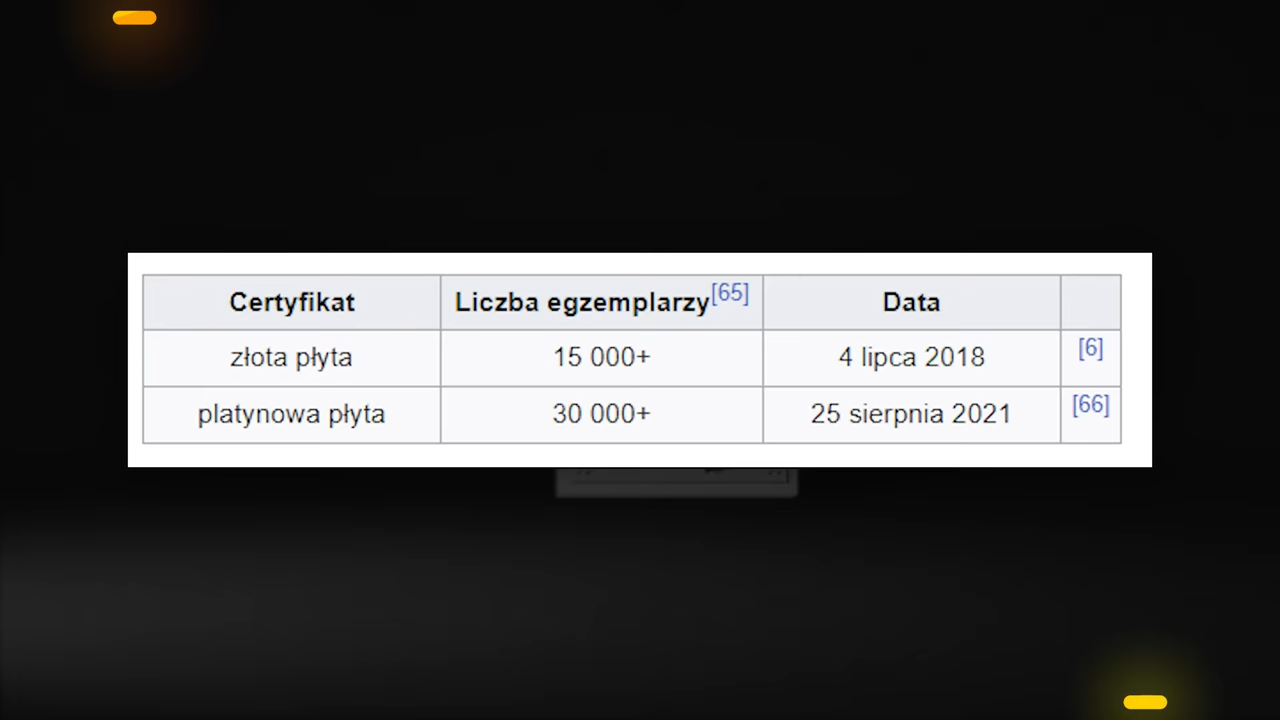 Certyfikat Liczba egzemplarzy[65] Data
złota płyta 15 000+ 4 lipca 2018 [6]
platynowa płyta 30 000+ 25 sierpnia 2021 [66]